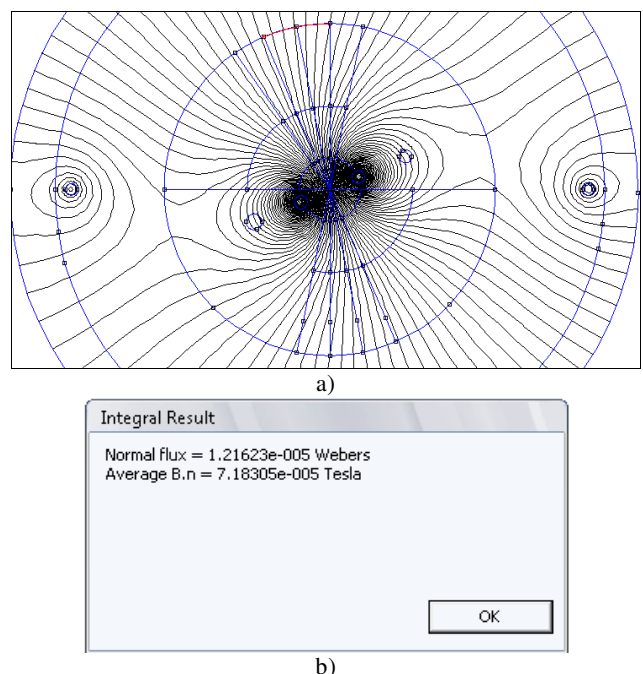 a)
Integral Result
Normal flux = 1.21623e-005 Webers
Average B.n = 7.18305e-005 Tesla
OK
b)